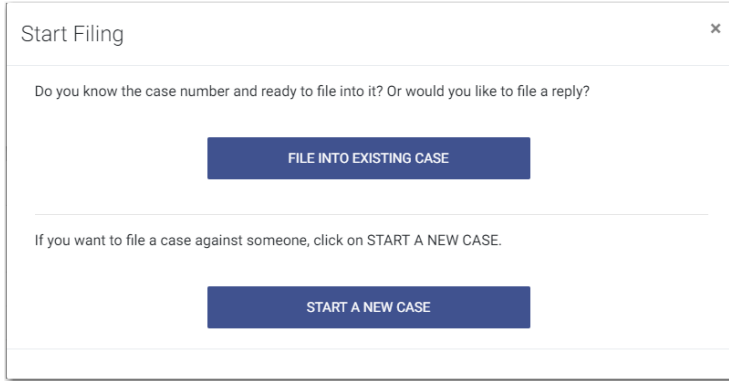 Start Filing
×
Do you know the case number and ready to file into it? Or would you like to file a reply?
FILE INTO EXISTING CASE
If you want to file a case against someone, click on START A NEW CASE.
START A NEW CASE